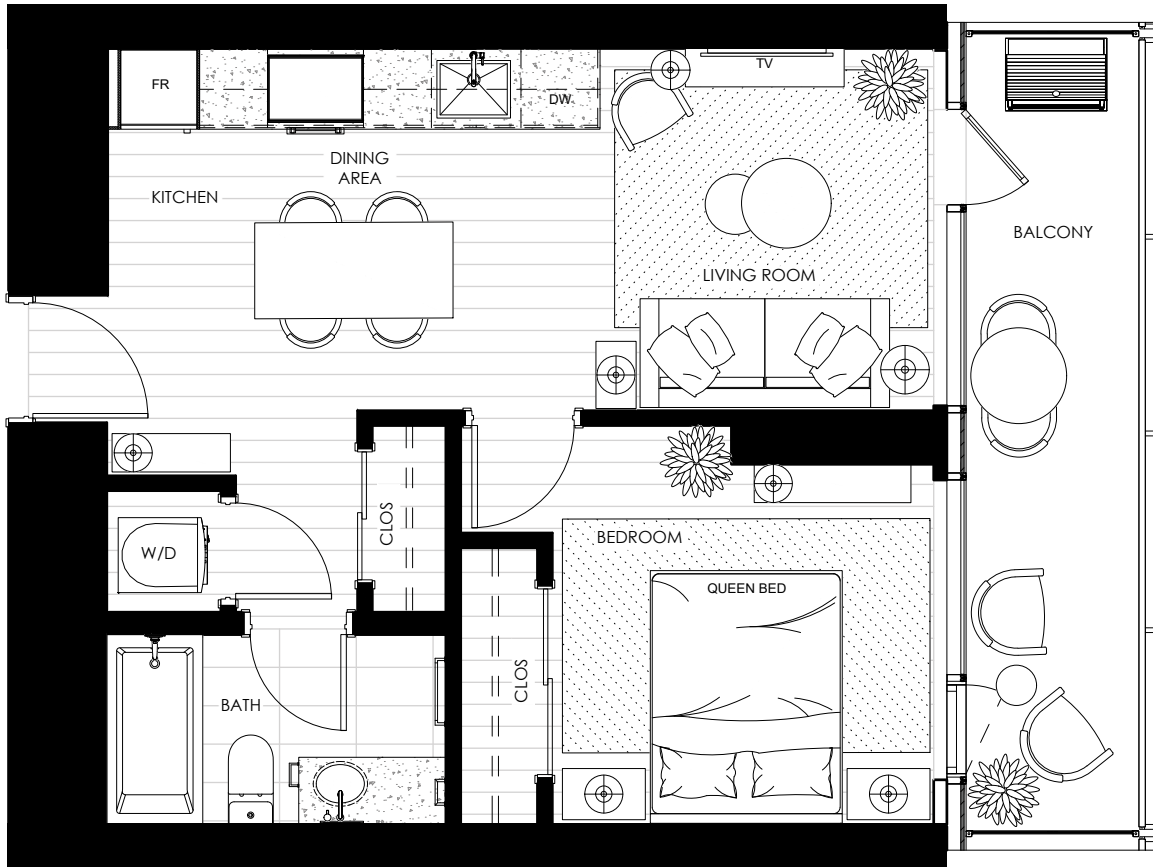 FR
TV
DW
DINING
AREA
KITCHEN
BALCONY
LIVING ROOM
CLOS
BEDROOM
W/D
QUEEN BED
CLOS
BATH